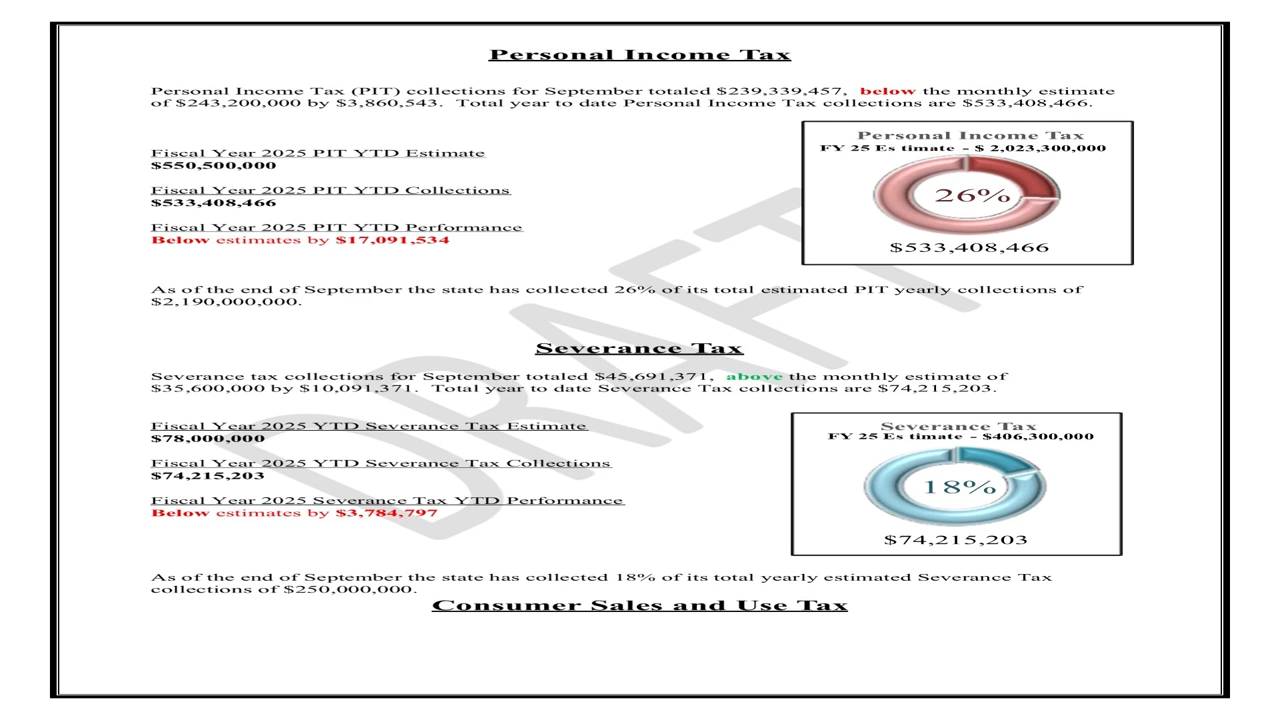 Personal Income Tax
Personal Income Tax (PIT) collections for September totaled $239,339,457, below the monthly estimate
of $243,200,000 by $3,860,543. Total year to date Personal Income Tax collections are $533,408,466.
Fiscal Year 2025 PIT YTD Estimate
$550,500,000
Fiscal Year 2025 PIT YTD Collections
$533,408,466
Fiscal Year 2025 PIT YTD Performance
Below estimates by $17,091,534
Personal Income Tax
FY 25 Es timate - $ 2,023,300,000
26%
$533,408,466
As of the end of September the state has collected 26% of its total estimated PIT yearly collections of
$2,190,000,000.
DRAFT
Severance Tax
Severance tax collections for September totaled $45,691,371, above the monthly estimate of
$35,600,000 by $10,091,371. Total year to date Severance Tax collections are $74,215,203.
Fiscal Year 2025 YTD Severance Tax Estimate
$78,000,000
Fiscal Year 2025 YTD Severance Tax Collections
$74,215,203
Fiscal Year 2025 Severance Tax YTD Performance
Below estimates by $3,784,797
Severance Tax
FY 25 Es timate - $406,300,000
18%
$74,215,203
As of the end of September the state has collected 18% of its total yearly estimated Severance Tax
collections of $250,000,000.
Consumer Sales and Use Tax